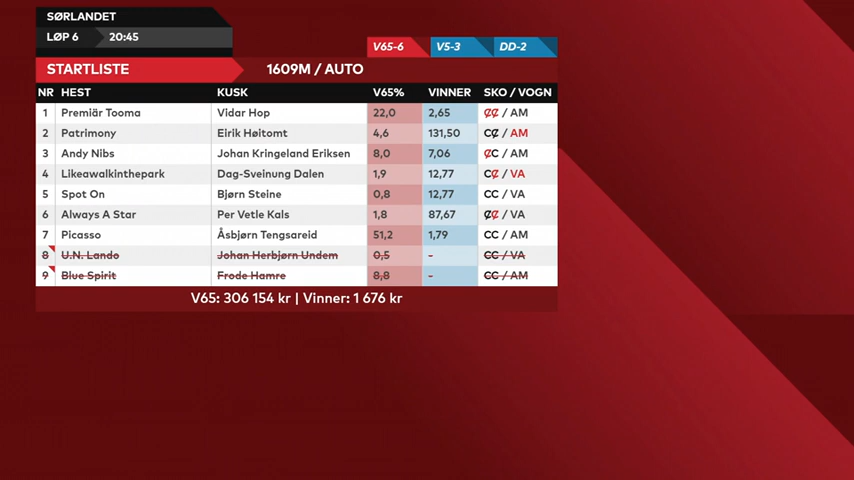 SØRLANDET
LØP 6 20:45
V65-6 V5-3 DD-2
STARTLISTE 1609M / AUTO
NR HEST KUSK V65% VINNER SKO / VOGN
1 Premiär Tooma Vidar Hop 22,0 2,65 ȻȻ / AM
2 Patrimony Eirik Høitomt 4,6 131,50 CȻ / AM
3 Andy Nibs Johan Kringeland Eriksen 8,0 7,06 ȻC / AM
4 Likeawalkinthepark Dag-Sveinung Dalen 1,9 12,77 CȻ / VA
5 Spot On Bjørn Steine 0,8 12,77 CC / VA
6 Always A Star Per Vetle Kals 1,8 87,67 ȻȻ / VA
7 Picasso Åsbjørn Tengsareid 51,2 1,79 CC / AM
8 U.N. Lando Johan Herbjørn Undem 0,5 - CC / VA
9 Blue Spirit Frode Hamre 8,8 - CC / AM
V65: 306 154 kr | Vinner: 1 676 kr